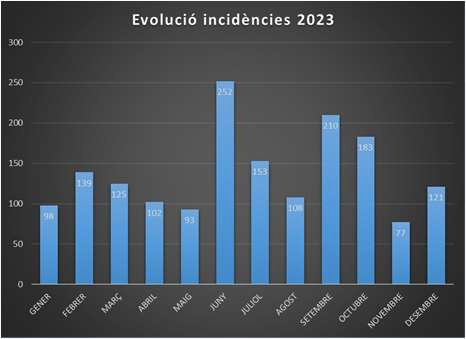 Evolució incidències 2023
300
250
200
150
100
50
0
98
139
125
102
93
252
153
108
210
183
77
121
GENER
FEBRER
MARÇ
ABRIL
MAIG
JUNY
JULIOL
AGOST
SETEMBRE
OCTUBRE
NOVEMBRE
DESEMBRE